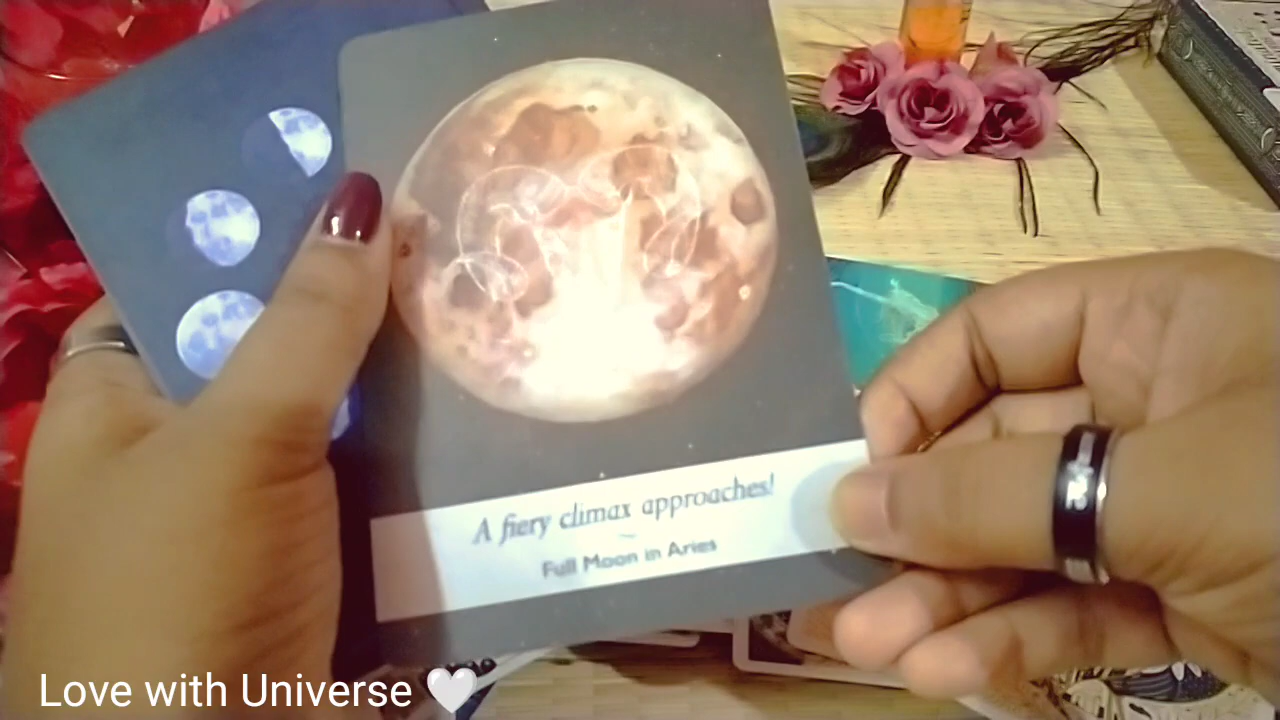 A fiery climax approaches!
Full Moon in Aries
Love with Universe 🤍